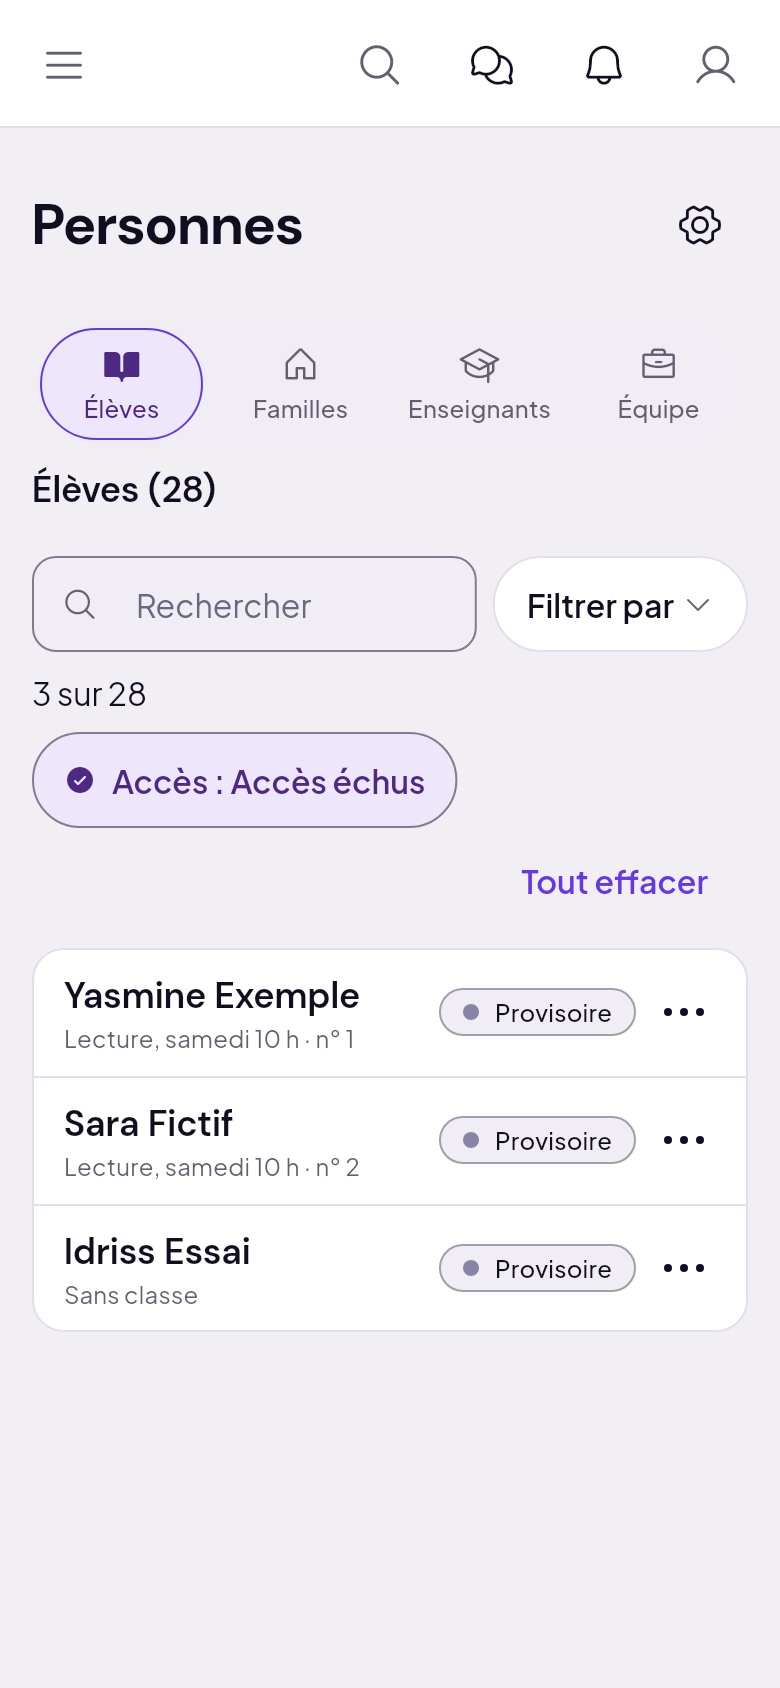 Personnes
Élèves
Familles
Enseignants
Équipe
Élèves (28)
Rechercher
Filtrer par
3 sur 28
Accès : Accès échus
Tout effacer
Yasmine Exemple
Provisoire
Lecture, samedi 10 h · n° 1
Sara Fictif
Provisoire
Lecture, samedi 10 h · n° 2
Idriss Essai
Provisoire
Sans classe